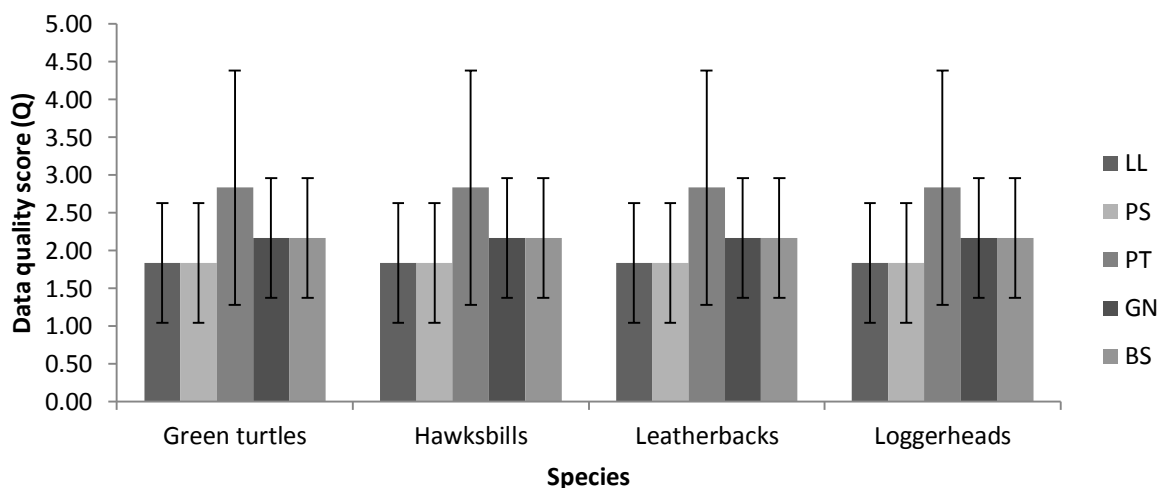 5.00
4.50
4.00
3.50
3.00
2.50
2.00
1.50
1.00
0.50
0.00
Data quality score (Q)
Green turtles
Hawksbills
Leatherbacks
Loggerheads
Species
LL
PS
PT
GN
BS